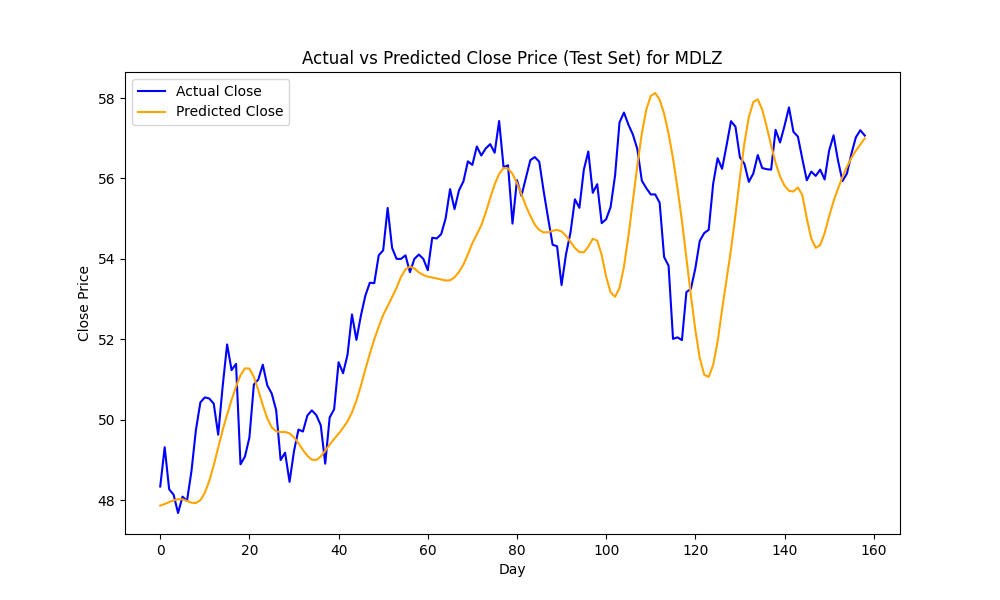 Actual vs Predicted Close Price (Test Set) for MDLZ
Actual Close
Predicted Close
Close Price
58
56
54
52
50
48
0 20 40 60 80 100 120 140 160
Day